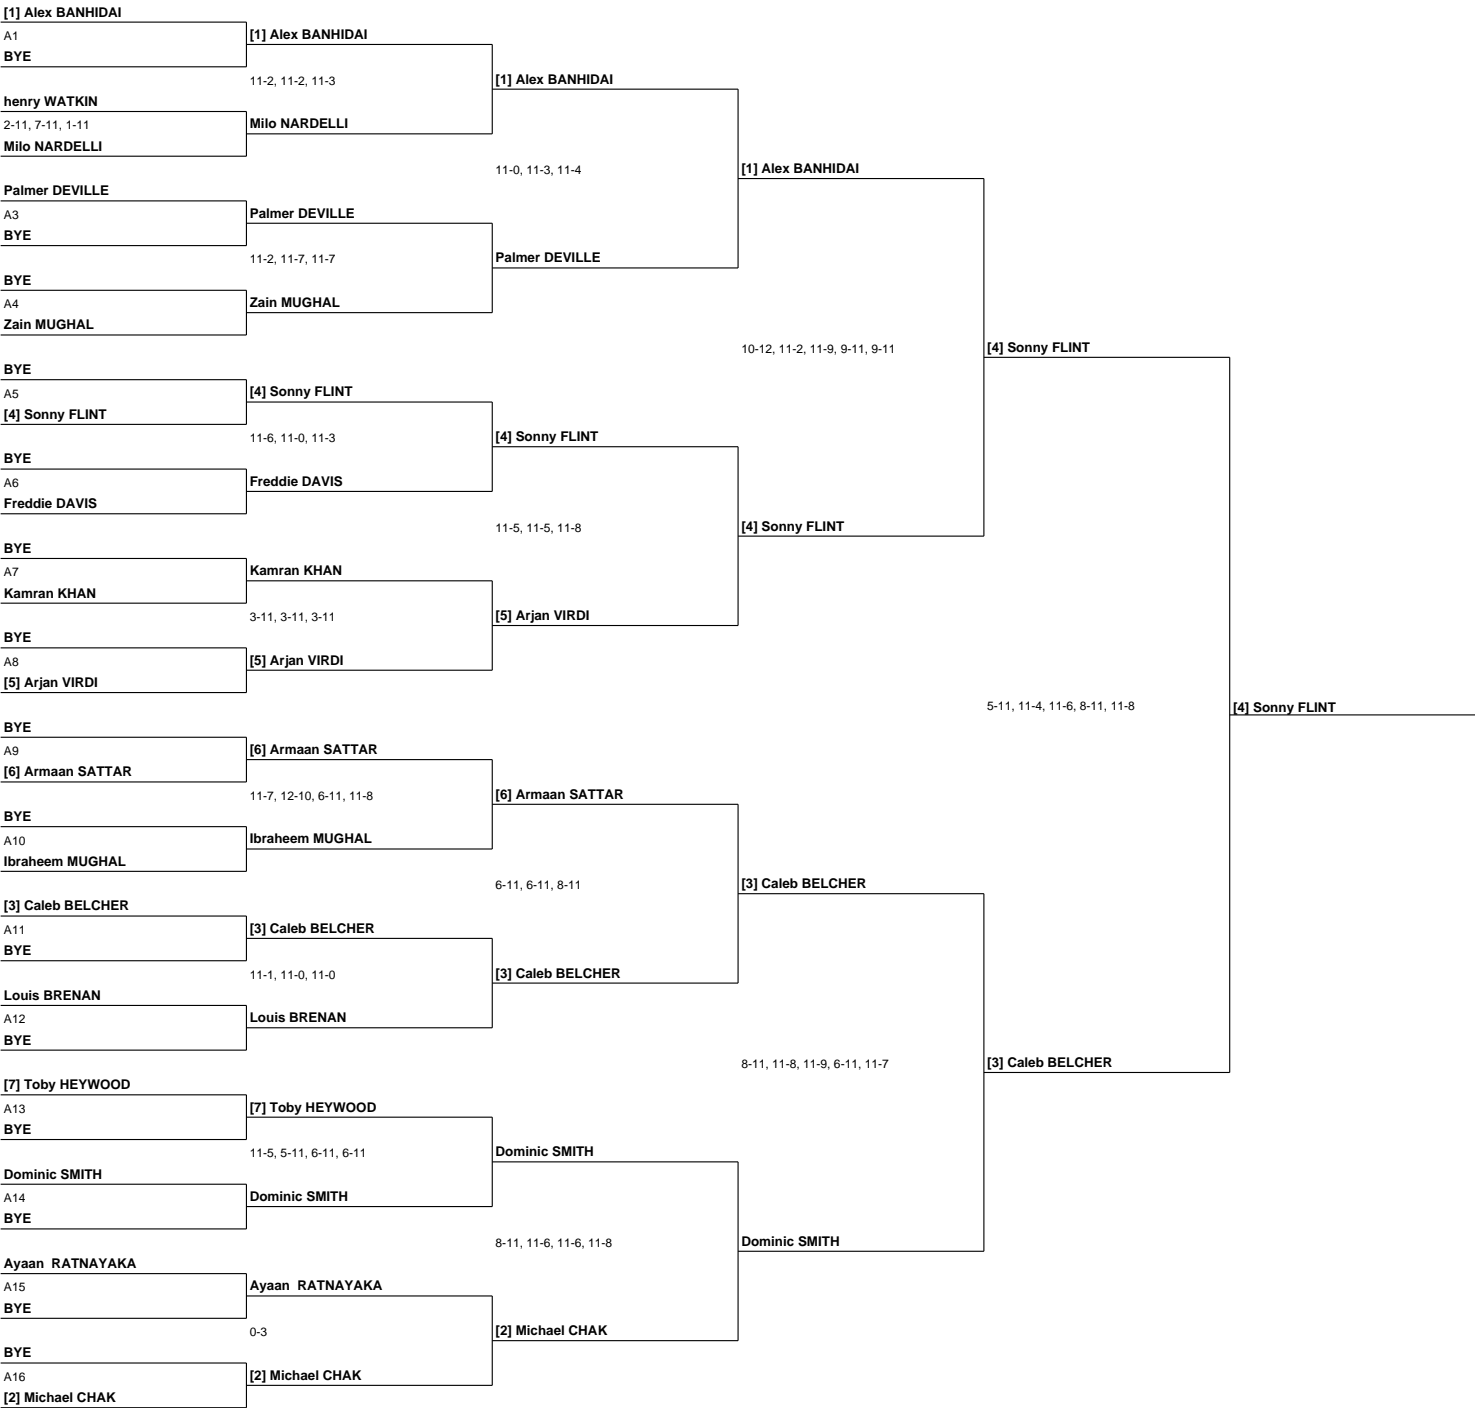 [1] Alex BANHIDAI
A1
BYE
henry WATKIN
2-11, 7-11, 1-11
Milo NARDELLI
Palmer DEVILLE
A3
BYE
BYE
A4
Zain MUGHAL
BYE
A5
[4] Sonny FLINT
BYE
A6
Freddie DAVIS
BYE
A7
Kamran KHAN
BYE
A8
[5] Arjan VIRDI
BYE
A9
[6] Armaan SATTAR
BYE
A10
Ibraheem MUGHAL
[3] Caleb BELCHER
A11
BYE
Louis BRENAN
A12
BYE
[7] Toby HEYWOOD
A13
BYE
Dominic SMITH
A14
BYE
Ayaan  RATNAYAKA
A15
BYE
BYE
A16
[2] Michael CHAK
[1] Alex BANHIDAI
11-2, 11-2, 11-3
Milo NARDELLI
Palmer DEVILLE
11-2, 11-7, 11-7
Zain MUGHAL
[4] Sonny FLINT
11-6, 11-0, 11-3
Freddie DAVIS
Kamran KHAN
3-11, 3-11, 3-11
[5] Arjan VIRDI
[6] Armaan SATTAR
11-7, 12-10, 6-11, 11-8
Ibraheem MUGHAL
[3] Caleb BELCHER
11-1, 11-0, 11-0
Louis BRENAN
[7] Toby HEYWOOD
11-5, 5-11, 6-11, 6-11
Dominic SMITH
Ayaan  RATNAYAKA
0-3
[2] Michael CHAK
[1] Alex BANHIDAI
11-0, 11-3, 11-4
Palmer DEVILLE
[4] Sonny FLINT
11-5, 11-5, 11-8
[5] Arjan VIRDI
[6] Armaan SATTAR
6-11, 6-11, 8-11
[3] Caleb BELCHER
Dominic SMITH
8-11, 11-6, 11-6, 11-8
[2] Michael CHAK
[1] Alex BANHIDAI
10-12, 11-2, 11-9, 9-11, 9-11
[4] Sonny FLINT
[3] Caleb BELCHER
8-11, 11-8, 11-9, 6-11, 11-7
Dominic SMITH
[4] Sonny FLINT
5-11, 11-4, 11-6, 8-11, 11-8
[3] Caleb BELCHER
[4] Sonny FLINT